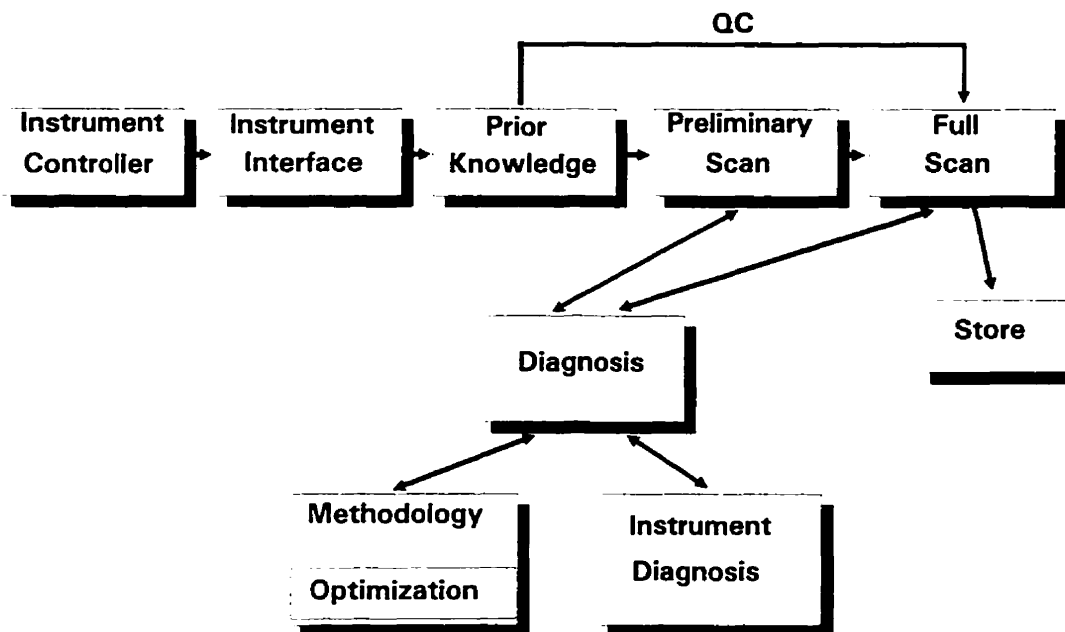 QC
Instrument
Controller
Instrument
Interface
Prior
Knowledge
Preliminary
Scan
Full
Scan
Diagnosis
Store
Methodology
Optimization
Instrument
Diagnosis